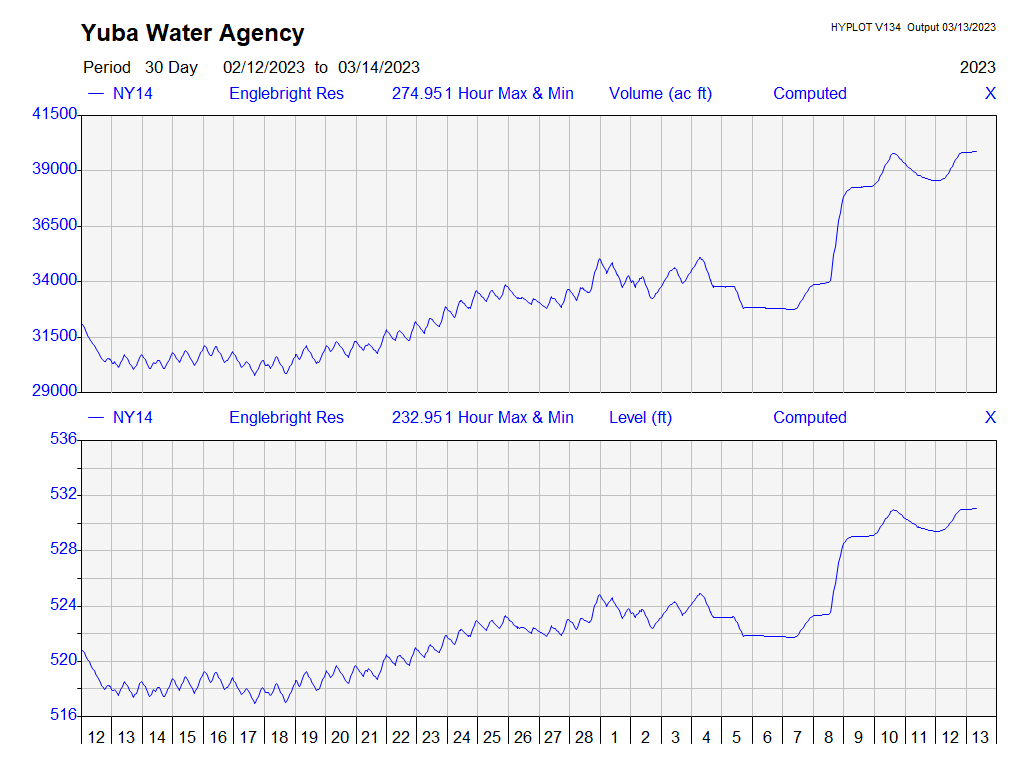 Yuba Water Agency
HYPLOT V134 Output 03/13/2023
Period 30 Day 02/12/2023 to 03/14/2023
2023
NY14 Englebright Res 274.951 Hour Max & Min Volume (ac ft) Computed X
41500
39000
36500
34000
31500
29000
NY14 Englebright Res 232.951 Hour Max & Min Level (ft) Computed X
536
532
528
524
520
516
12 13 14 15 16 17 18 19 20 21 22 23 24 25 26 27 28 1 2 3 4 5 6 7 8 9 10 11 12 13